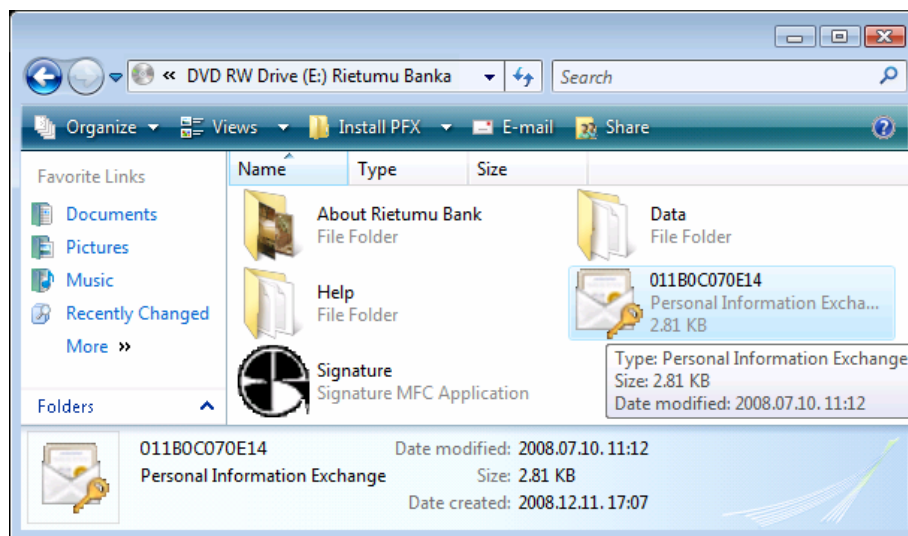 « DVD RW Drive (E:) Rietumu Banka
Search
Organize Views Install PFX E-mail Share ?
Favorite Links
Documents
Pictures
Music
Recently Changed
More »
Folders
Name Type Size
About Rietumu Bank
File Folder
Data
File Folder
Help
File Folder
011B0C070E14
Personal Information Excha...
2.81 KB
Signature
Signature MFC Application
Type: Personal Information Exchange
Size: 2.81 KB
Date modified: 2008.07.10. 11:12
011B0C070E14 Date modified: 2008.07.10. 11:12
Personal Information Exchange Size: 2.81 KB
Date created: 2008.12.11. 17:07